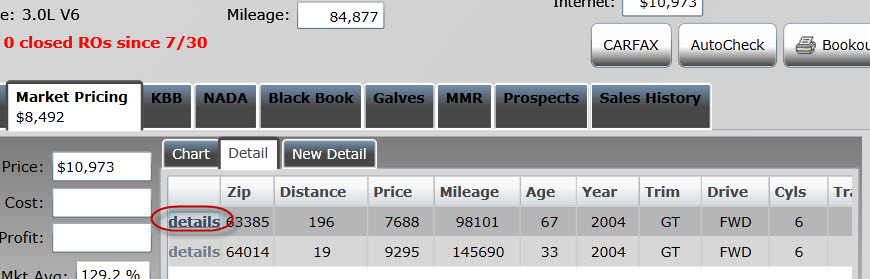 e: 3.0L V6
Mileage: 84,877
Internet: $10,973
0 closed ROs since 7/30
CARFAX AutoCheck Bookou
Market Pricing KBB NADA Black Book Galves MMR Prospects Sales History
$8,492
Price: $10,973
Chart Detail New Detail
Cost:
Zip Distance Price Mileage Age Year Trim Drive Cyls Tra
details 63385 196 7688 98101 67 2004 GT FWD 6
Profit:
details 64014 19 9295 145690 33 2004 GT FWD 6
Mkt Avg: 129.2 %